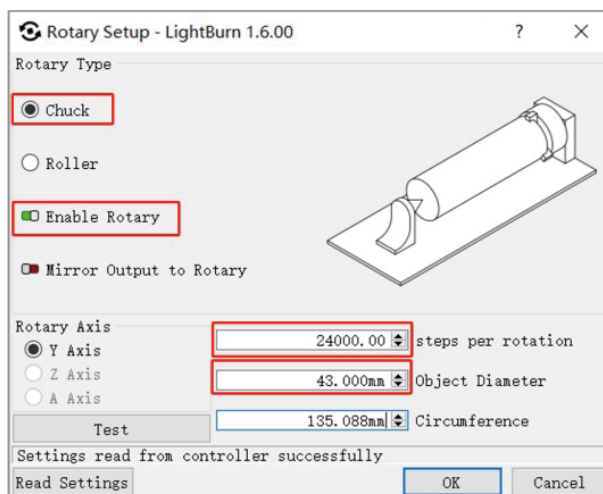 Rotary Setup - LightBurn 1.6.00 ?
Rotary Type
Chuck
Roller
Enable Rotary
Mirror Output to Rotary
Rotary Axis
Y Axis
Z Axis
A Axis
Test
24000.00 steps per rotation
43.000mm Object Diameter
135.088mm Circumference
Settings read from controller successfully
Read Settings OK Cancel